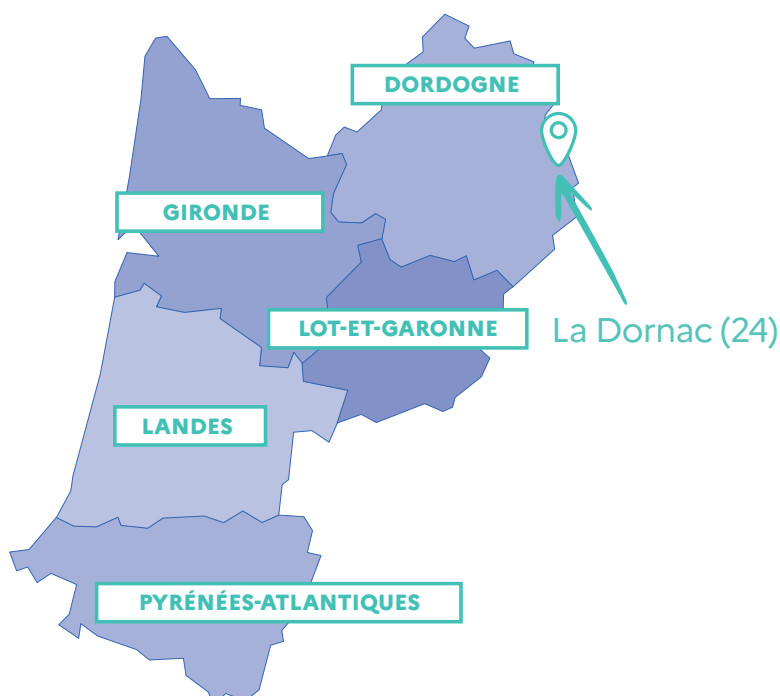 DORDOGNE
GIRONDE
LOT-ET-GARONNE
La Dornac (24)
LANDES
PYRÉNÉES-ATLANTIQUES